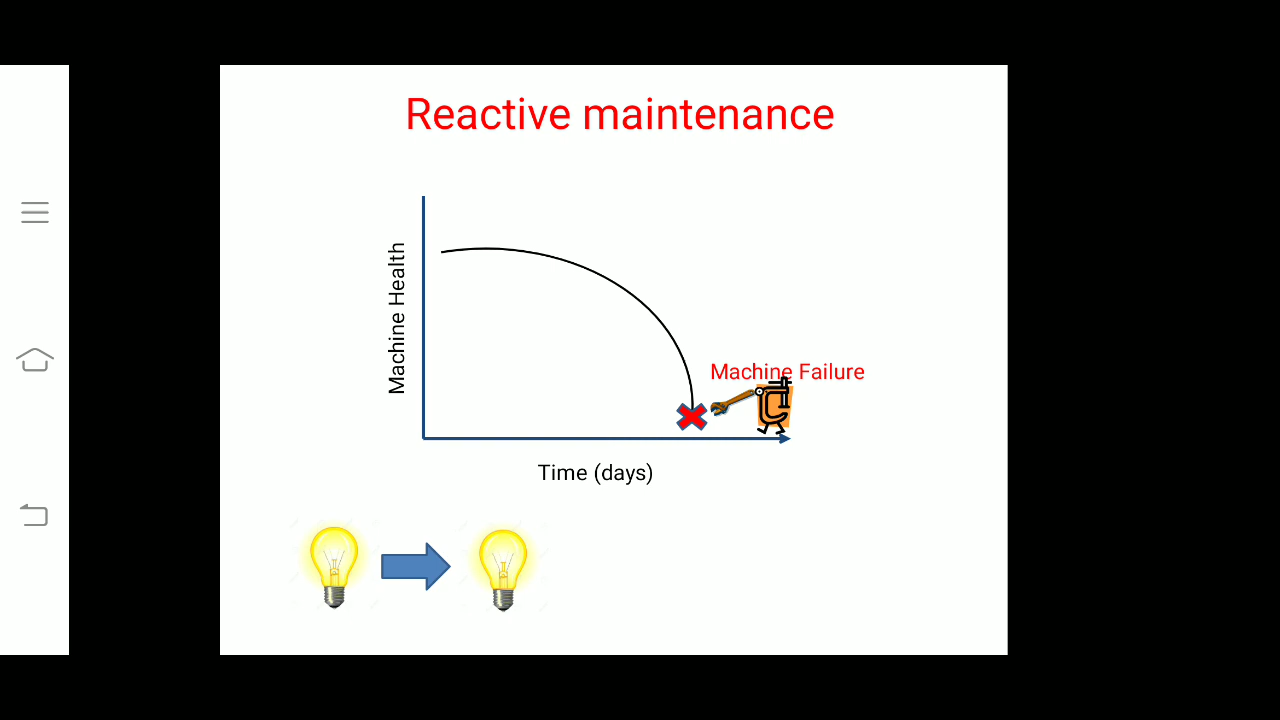 Reactive maintenance
Machine Health
Machine Failure
Time (days)